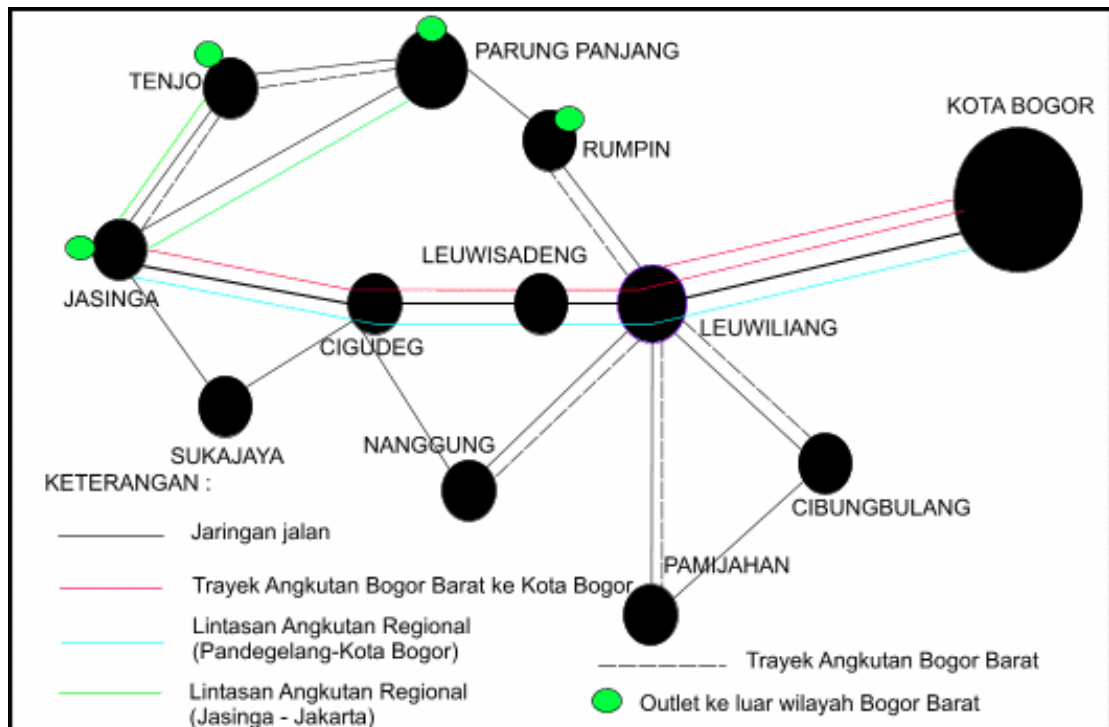 PARUNG PANJANG
TENJO
KOTA BOGOR
RUMPIN
LEUWISADENG
JASINGA
LEUWILIANG
CIGUDEG
NANGGUNG
SUKAJAYA
KETERANGAN :
CIBUNGBULANG
Jaringan jalan
PAMIJAHAN
Trayek Angkutan Bogor Barat ke Kota Bogor
Lintasan Angkutan Regional
(Pandegelang-Kota Bogor)
Trayek Angkutan Bogor Barat
Lintasan Angkutan Regional
(Jasinga - Jakarta)
Outlet ke luar wilayah Bogor Barat